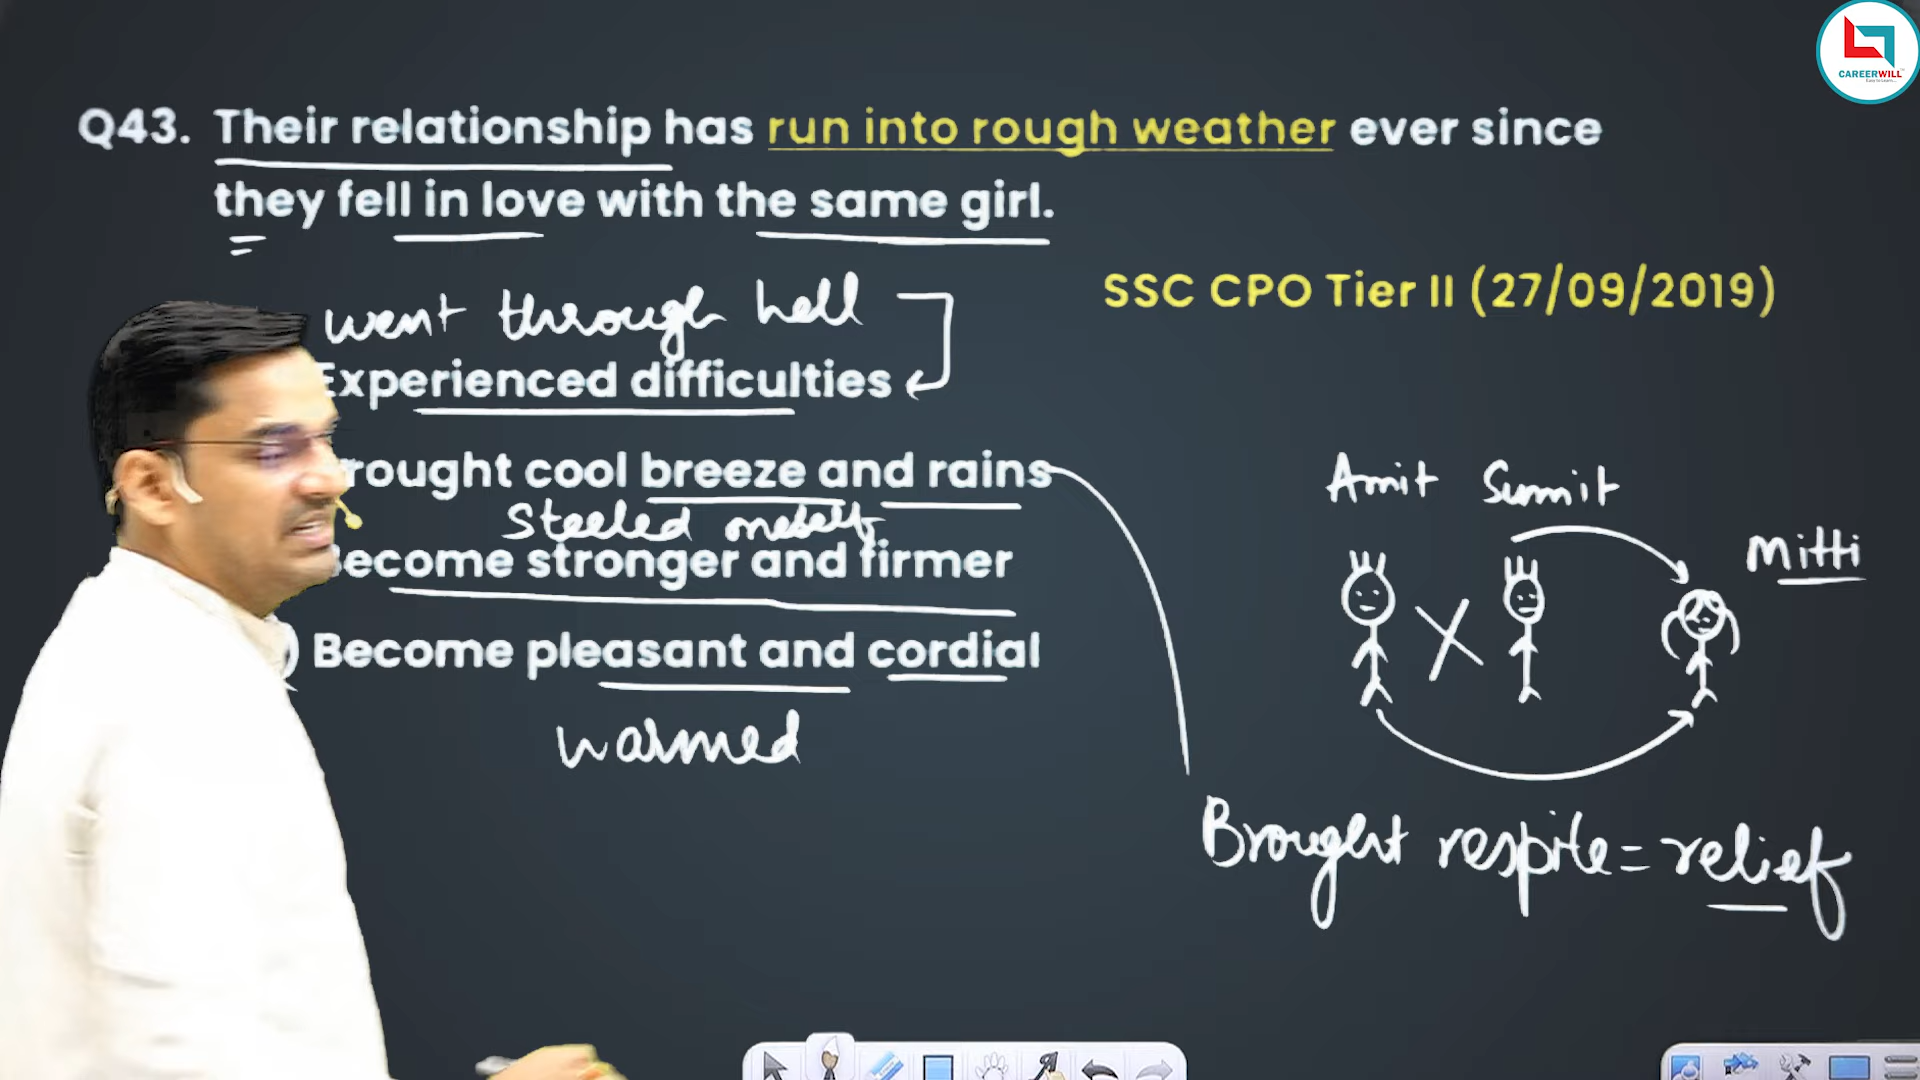 CAREERWILL
Q43. Their relationship has run into rough weather ever since
they fell in love with the same girl.
SSC CPO Tier II (27/09/2019)
went through hell
Experienced difficulties
rought cool breeze and rains
Steeled oneself
Become stronger and firmer
) Become pleasant and cordial
warmed
Amit Sumit
Mitti
Brought respite = relief